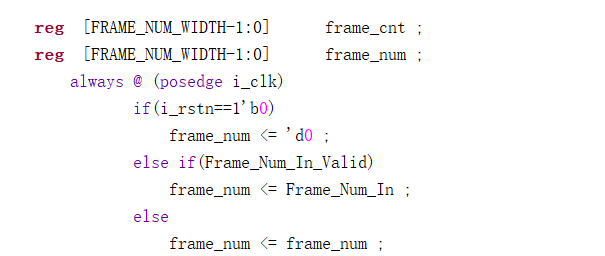 reg [FRAME_NUM_WIDTH-1:0] frame_cnt ;
reg [FRAME_NUM_WIDTH-1:0] frame_num ;
always @ (posedge i_clk)
if(i_rstn==1'b0)
frame_num <= 'd0 ;
else if(Frame_Num_In_Valid)
frame_num <= Frame_Num_In ;
else
frame_num <= frame_num ;